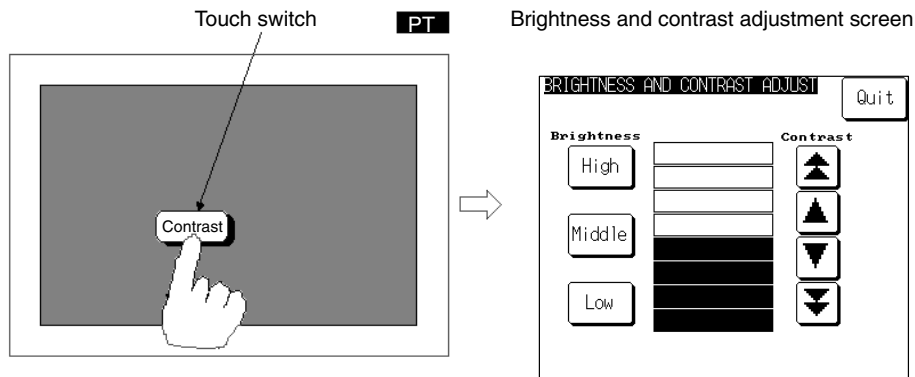 Touch switch
PT
Brightness and contrast adjustment screen
Contrast
BRIGHTNESS AND CONTRAST ADJUST
Quit
Brightness
Contrast
High
Middle
Low